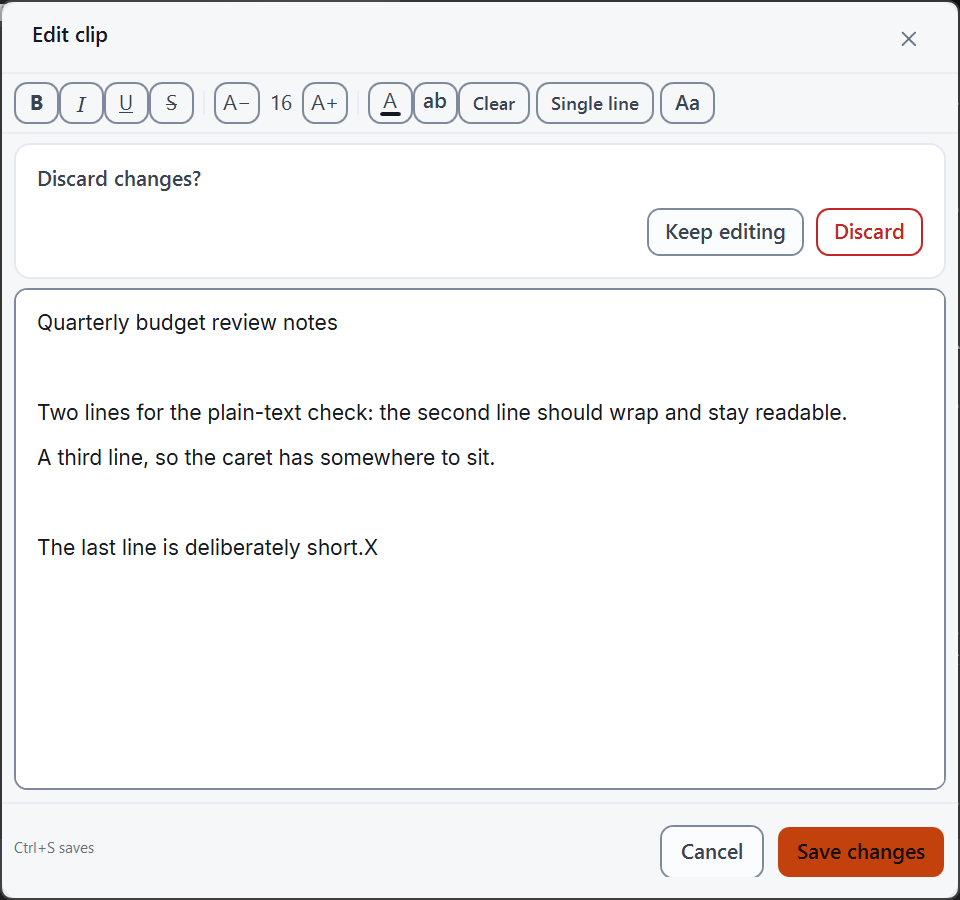 Edit clip
B I U S A− 16 A+ A ab Clear Single line Aa
Discard changes?
Keep editing Discard
Quarterly budget review notes
Two lines for the plain-text check: the second line should wrap and stay readable.
A third line, so the caret has somewhere to sit.
The last line is deliberately short.X
Ctrl+S saves Cancel Save changes